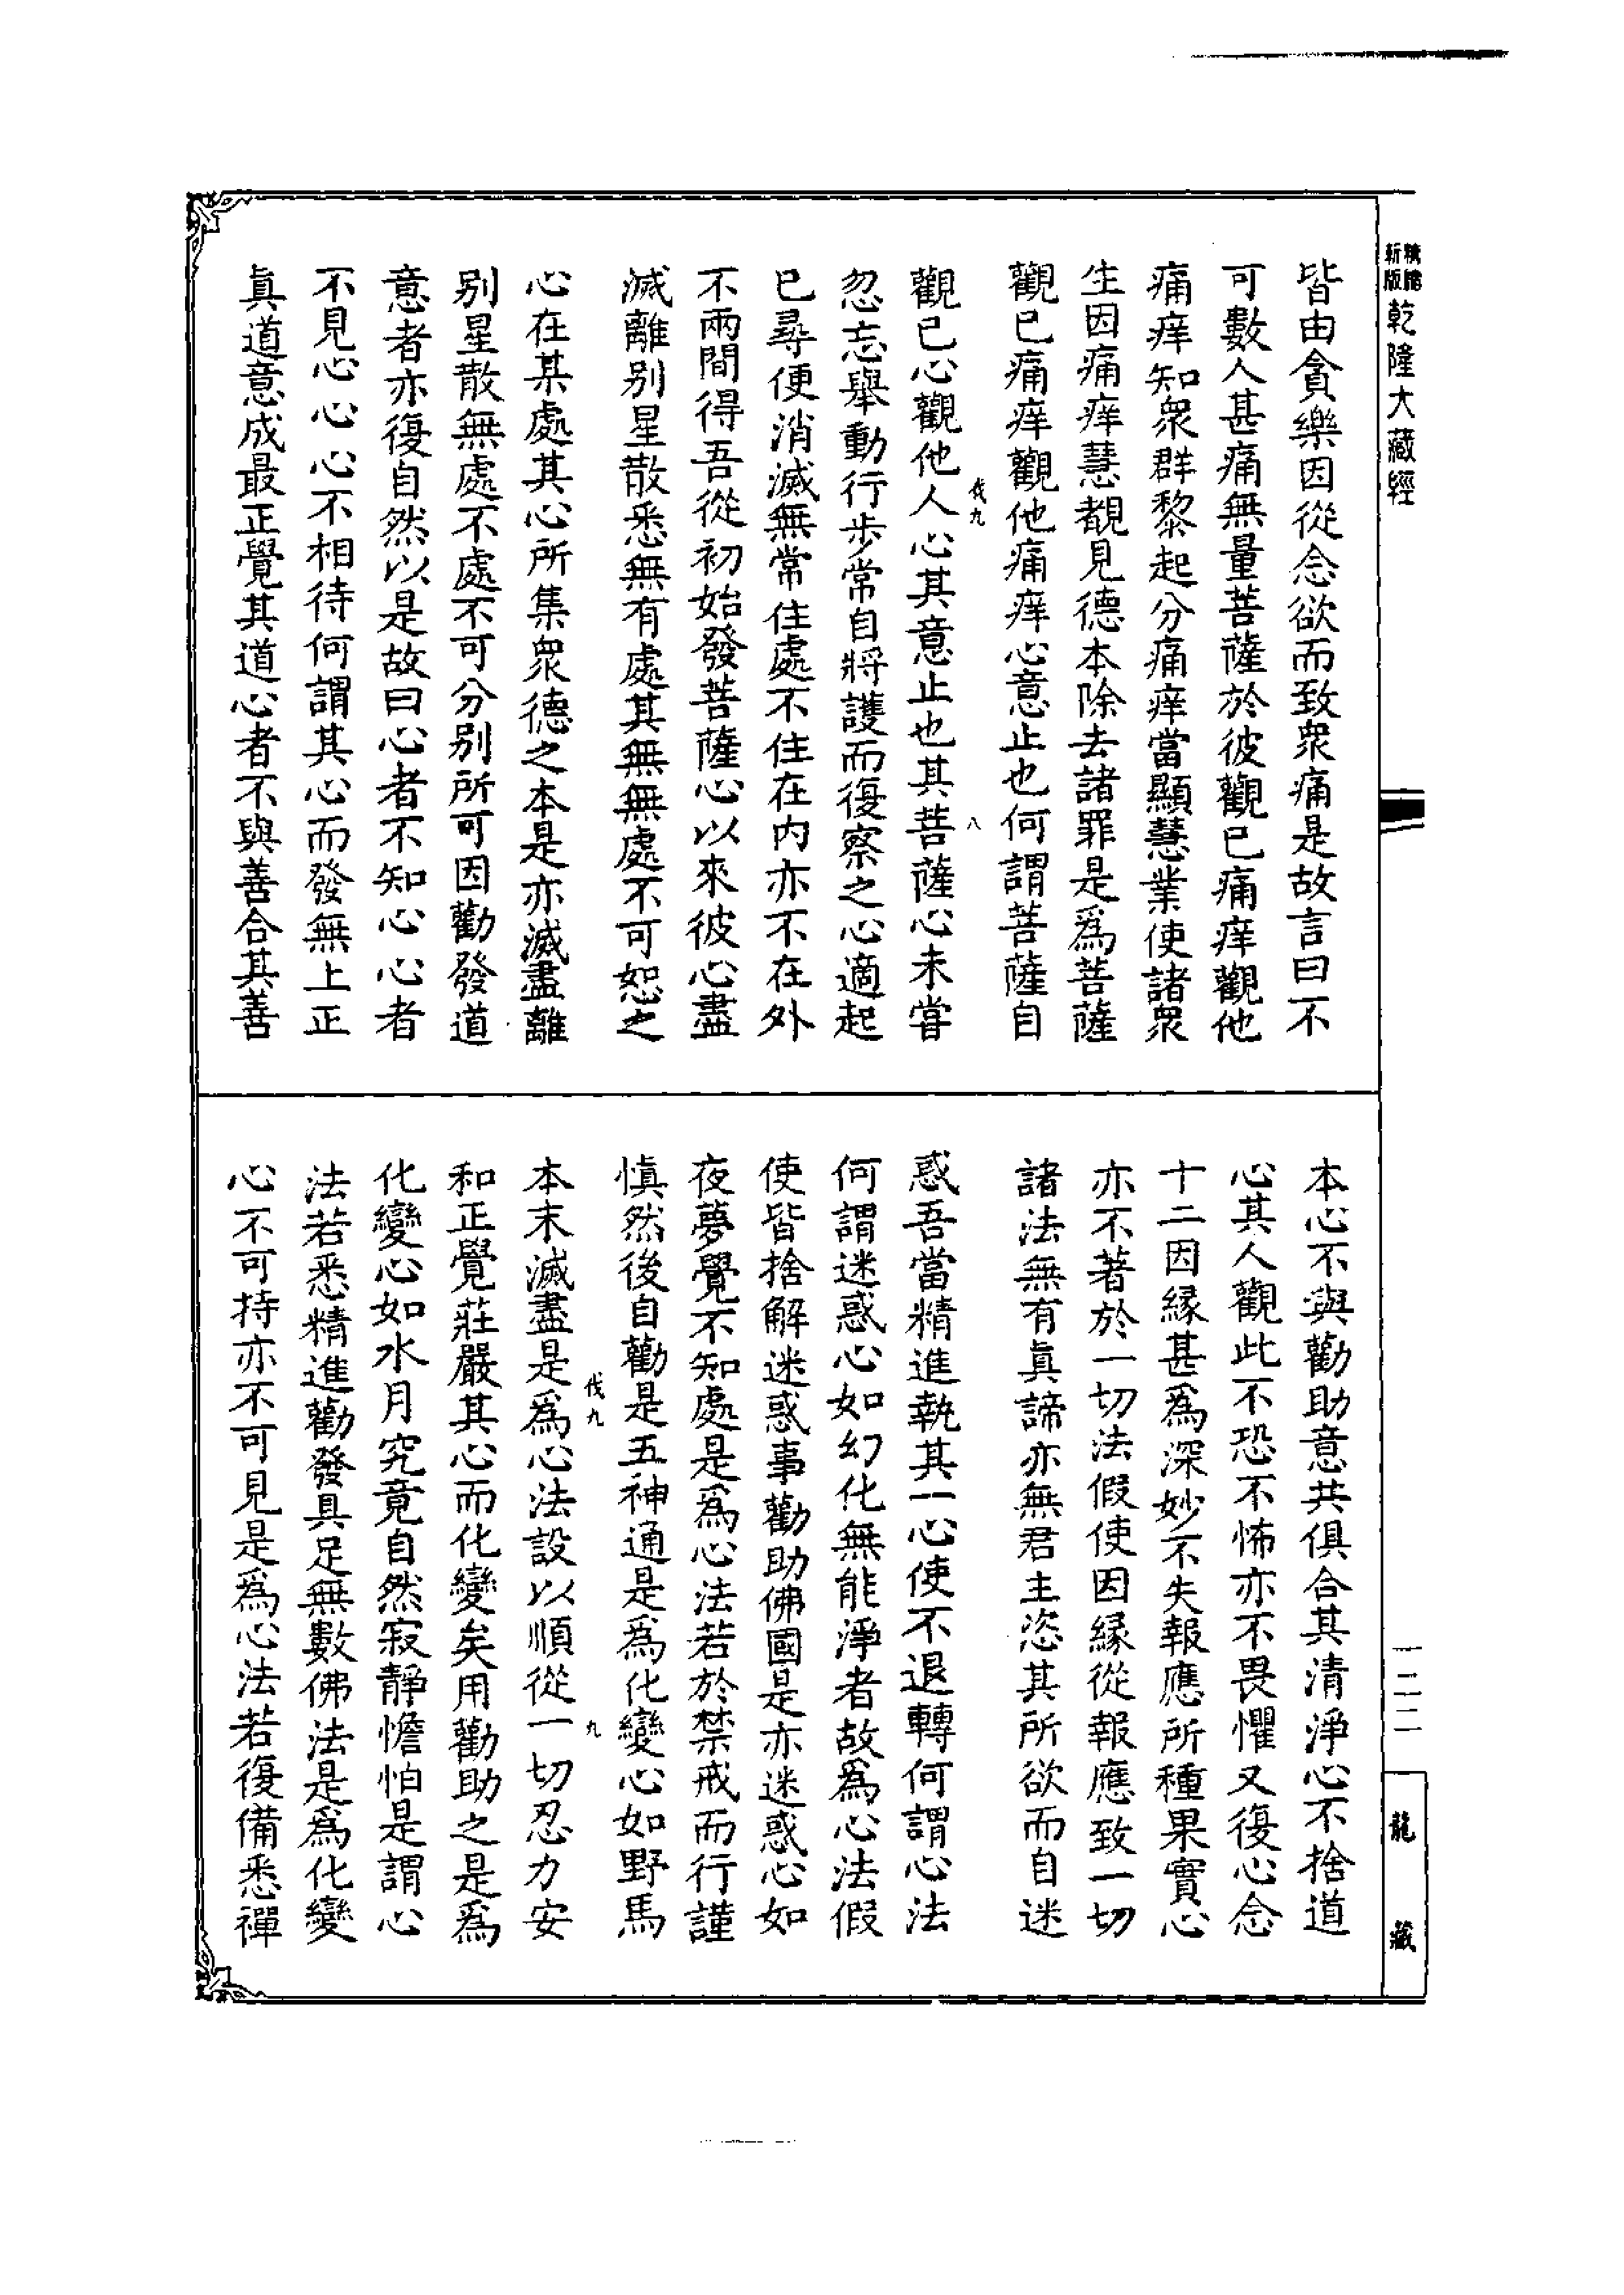 新版精縮
乾隆大藏經
皆由貪樂因從念欲而致衆痛是故言曰不
可數人甚痛無量菩薩於彼觀已痛痒觀他
痛痒知衆群黎起分痛痒當顯慧業使諸衆
生因痛痒慧覩見德本除去諸罪是爲菩薩
觀已痛痒觀他痛痒心意止也何謂菩薩自
伐九
八
觀已心觀他人心其意止也其菩薩心未甞
忽忘舉動行步常自將護而復察之心適起
已尋便消滅無常住處不住在内亦不在外
不兩間得吾從初始發菩薩心以來彼心盡
滅離别星散悉無有處其無無處不可恕之
心在某處其心所集衆德之本是亦滅盡離
别星散無處不處不可分别所可因勸發道
意者亦復自然以是故曰心者不知心心者
不見心心心不相待何謂其心而發無上正
眞道意成最正覺其道心者不與善合其善
本心不與勸助意共俱合其清淨心不捨道
心其人觀此不恐不怖亦不畏懼又復心念
十二因縁甚爲深妙不失報應所種果實心
亦不著於一切法假使因縁從報應致一切
諸法無有眞諦亦無君主恣其所欲而自迷
惑吾當精進執其一心使不退轉何謂心法
何謂迷惑心如幻化無能淨者故爲心法假
使皆捨解迷惑事勸助佛國是亦迷惑心如
夜夢覺不知處是爲心法若於禁戒而行謹
慎然後自勸是五神通是爲化變心如野馬
伐九
九
本末滅盡是爲心法設以順從一切忍力安
和正覺莊嚴其心而化變矣用勸助之是爲
化變心如水月究竟自然寂靜憺怕是謂心
法若悉精進勸發具足無數佛法是爲化變
心不可持亦不可見是爲心法若復備悉禪
一二二
龍藏